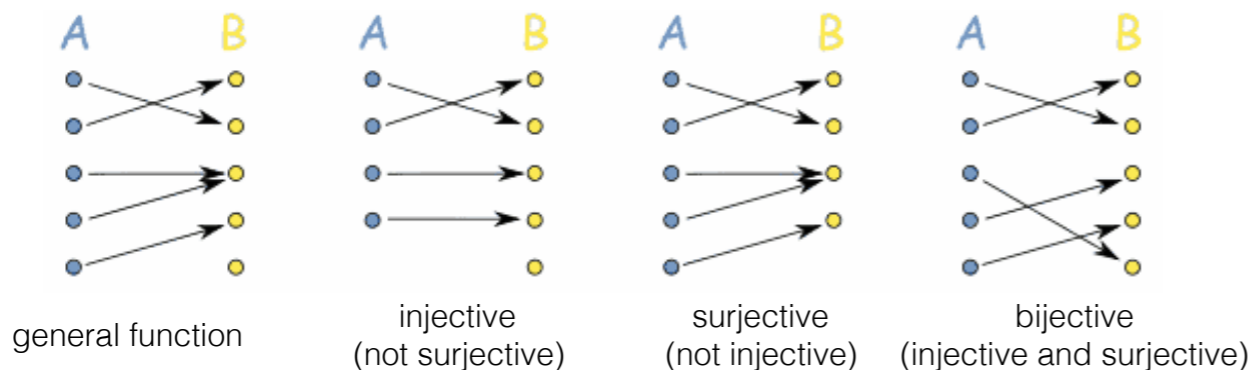 A B A B A B A B
general function
injective
(not surjective)
surjective
(not injective)
bijective
(injective and surjective)